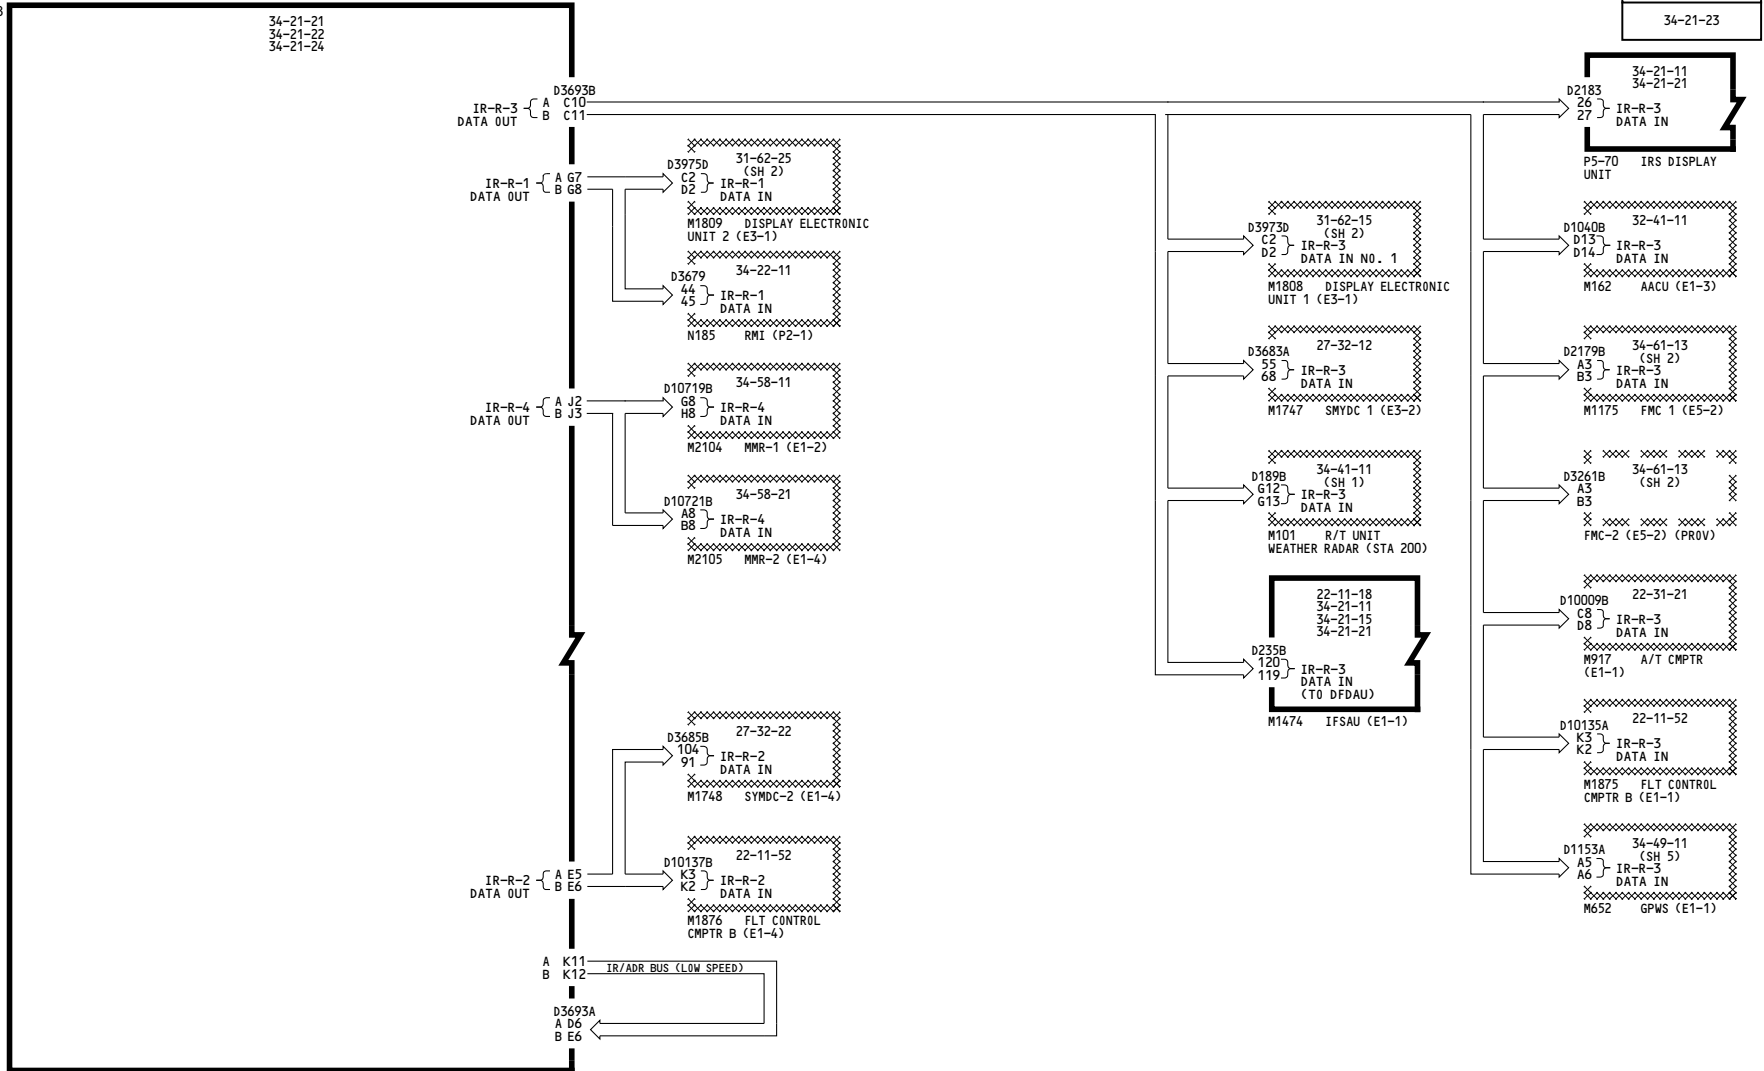 34-21-23
34-21-21
34-21-22
34-21-24
D3693B
IR-R-3 A C10
DATA OUT B C11
IR-R-1 A G7
DATA OUT B G8
IR-R-4 A J2
DATA OUT B J3
IR-R-2 A E5
DATA OUT B E6
A K11
B K12
IR/ADR BUS (LOW SPEED)
D3693A
A D6
B E6
31-62-25
(SH 2)
D3975D
C2
D2
IR-R-1
DATA IN
M1809 DISPLAY ELECTRONIC
UNIT 2 (E3-1)
34-22-11
D3679
44
45
IR-R-1
DATA IN
N185 RMI (P2-1)
34-58-11
D10719B
G8
H8
IR-R-4
DATA IN
M2104 MMR-1 (E1-2)
34-58-21
D10721B
A8
B8
IR-R-4
DATA IN
M2105 MMR-2 (E1-4)
27-32-22
D3685B
104
91
IR-R-2
DATA IN
M1748 SYMDC-2 (E1-4)
22-11-52
D10137B
K3
K2
IR-R-2
DATA IN
M1876 FLT CONTROL
CMPTR B (E1-4)
31-62-15
(SH 2)
D3973D
C2
D2
IR-R-3
DATA IN NO. 1
M1808 DISPLAY ELECTRONIC
UNIT 1 (E3-1)
27-32-12
D3683A
55
68
IR-R-3
DATA IN
M1747 SMYDC 1 (E3-2)
34-41-11
(SH 1)
D189B
G12
G13
IR-R-3
DATA IN
M101 R/T UNIT
WEATHER RADAR (STA 200)
22-11-18
34-21-11
34-21-15
34-21-21
D235B
120
119
IR-R-3
DATA IN
(TO DFDAU)
M1474 IFSAU (E1-1)
34-21-11
34-21-21
D2183
26
27
IR-R-3
DATA IN
P5-70 IRS DISPLAY
UNIT
32-41-11
D1040B
D13
D14
IR-R-3
DATA IN
M162 AACU (E1-3)
34-61-13
(SH 2)
D2179B
A3
B3
IR-R-3
DATA IN
M1175 FMC 1 (E5-2)
34-61-13
(SH 2)
D3261B
A3
B3
FMC-2 (E5-2) (PROV)
22-31-21
D10009B
C8
D8
IR-R-3
DATA IN
M917 A/T CMPTR
(E1-1)
22-11-52
D10135A
K3
K2
IR-R-3
DATA IN
M1875 FLT CONTROL
CMPTR B (E1-1)
34-49-11
(SH 5)
D1153A
A5
A6
IR-R-3
DATA IN
M652 GPWS (E1-1)